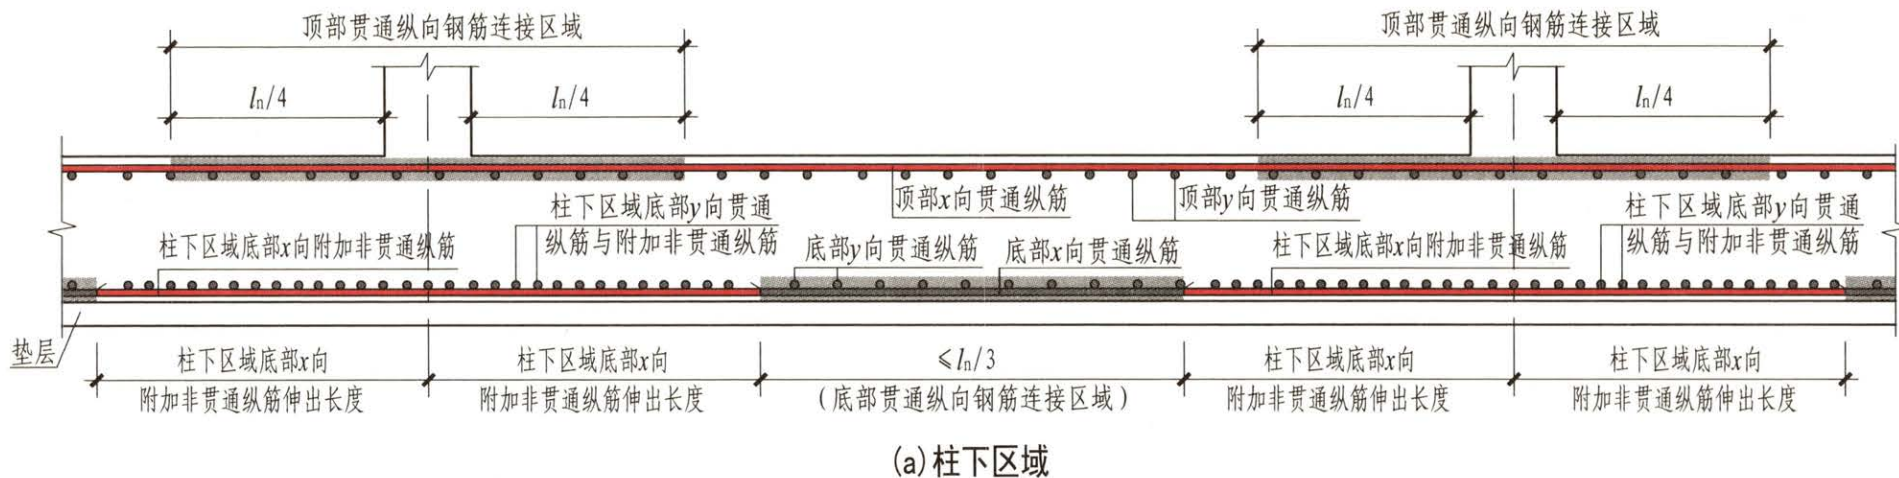 顶部贯通纵向钢筋连接区域
顶部贯通纵向钢筋连接区域
ln/4
ln/4
ln/4
ln/4
柱下区域底部y向贯通
纵筋与附加非贯通纵筋
顶部x向贯通纵筋
顶部y向贯通纵筋
柱下区域底部y向贯通
纵筋与附加非贯通纵筋
柱下区域底部x向附加非贯通纵筋
底部y向贯通纵筋
底部x向贯通纵筋
柱下区域底部x向附加非贯通纵筋
垫层
柱下区域底部x向
附加非贯通纵筋伸出长度
柱下区域底部x向
附加非贯通纵筋伸出长度
≤ln/3
(底部贯通纵向钢筋连接区域)
柱下区域底部x向
附加非贯通纵筋伸出长度
柱下区域底部x向
附加非贯通纵筋伸出长度
(a)柱下区域